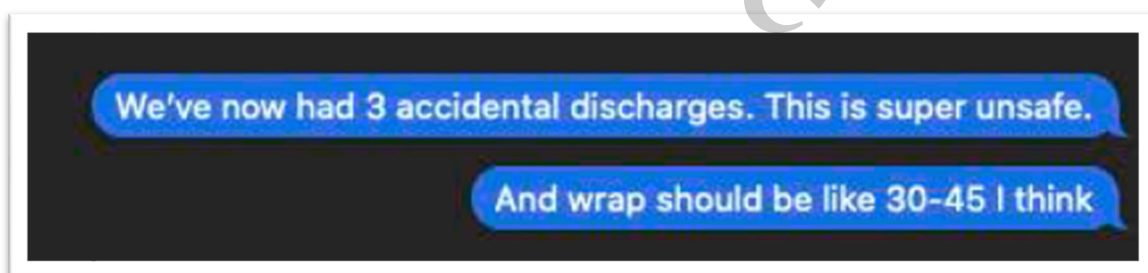 We've now had 3 accidental discharges. This is super unsafe.
And wrap should be like 30-45 I think